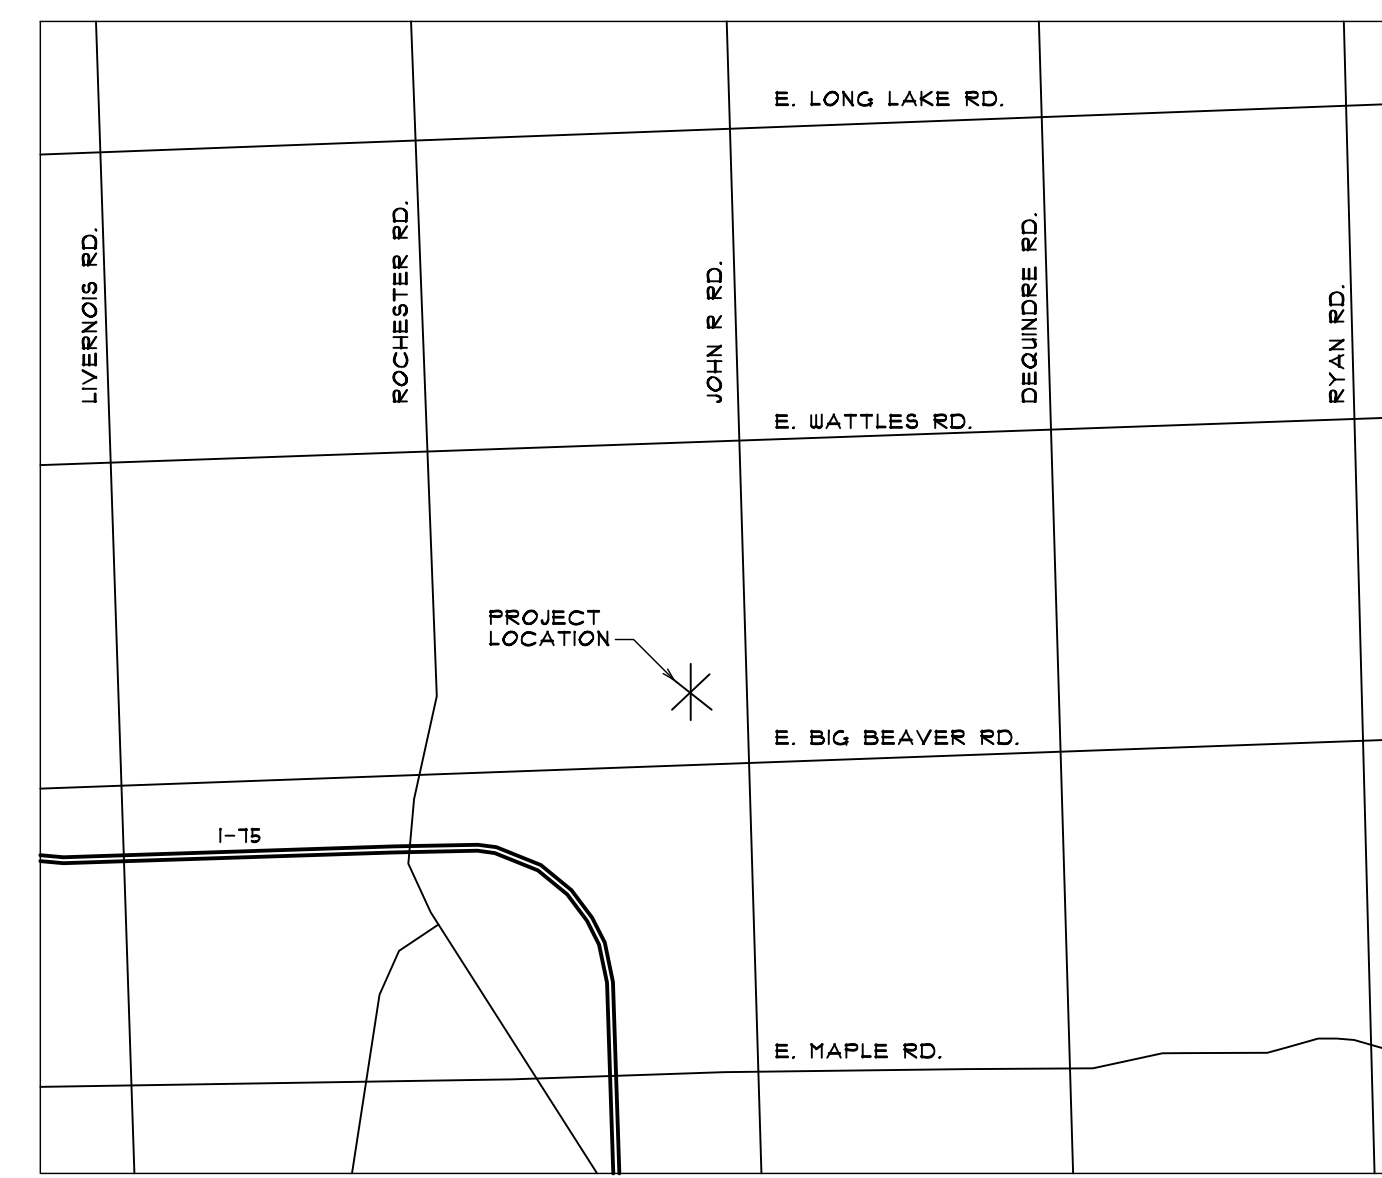 E. LONG LAKE RD.
LIVERNOIS RD.
ROCHESTER RD.
JOHN R RD.
DEQUINDRE RD.
RYAN RD.
E. WATTLES RD.
PROJECT
LOCATION
E. BIG BEAVER RD.
I-75
E. MAPLE RD.